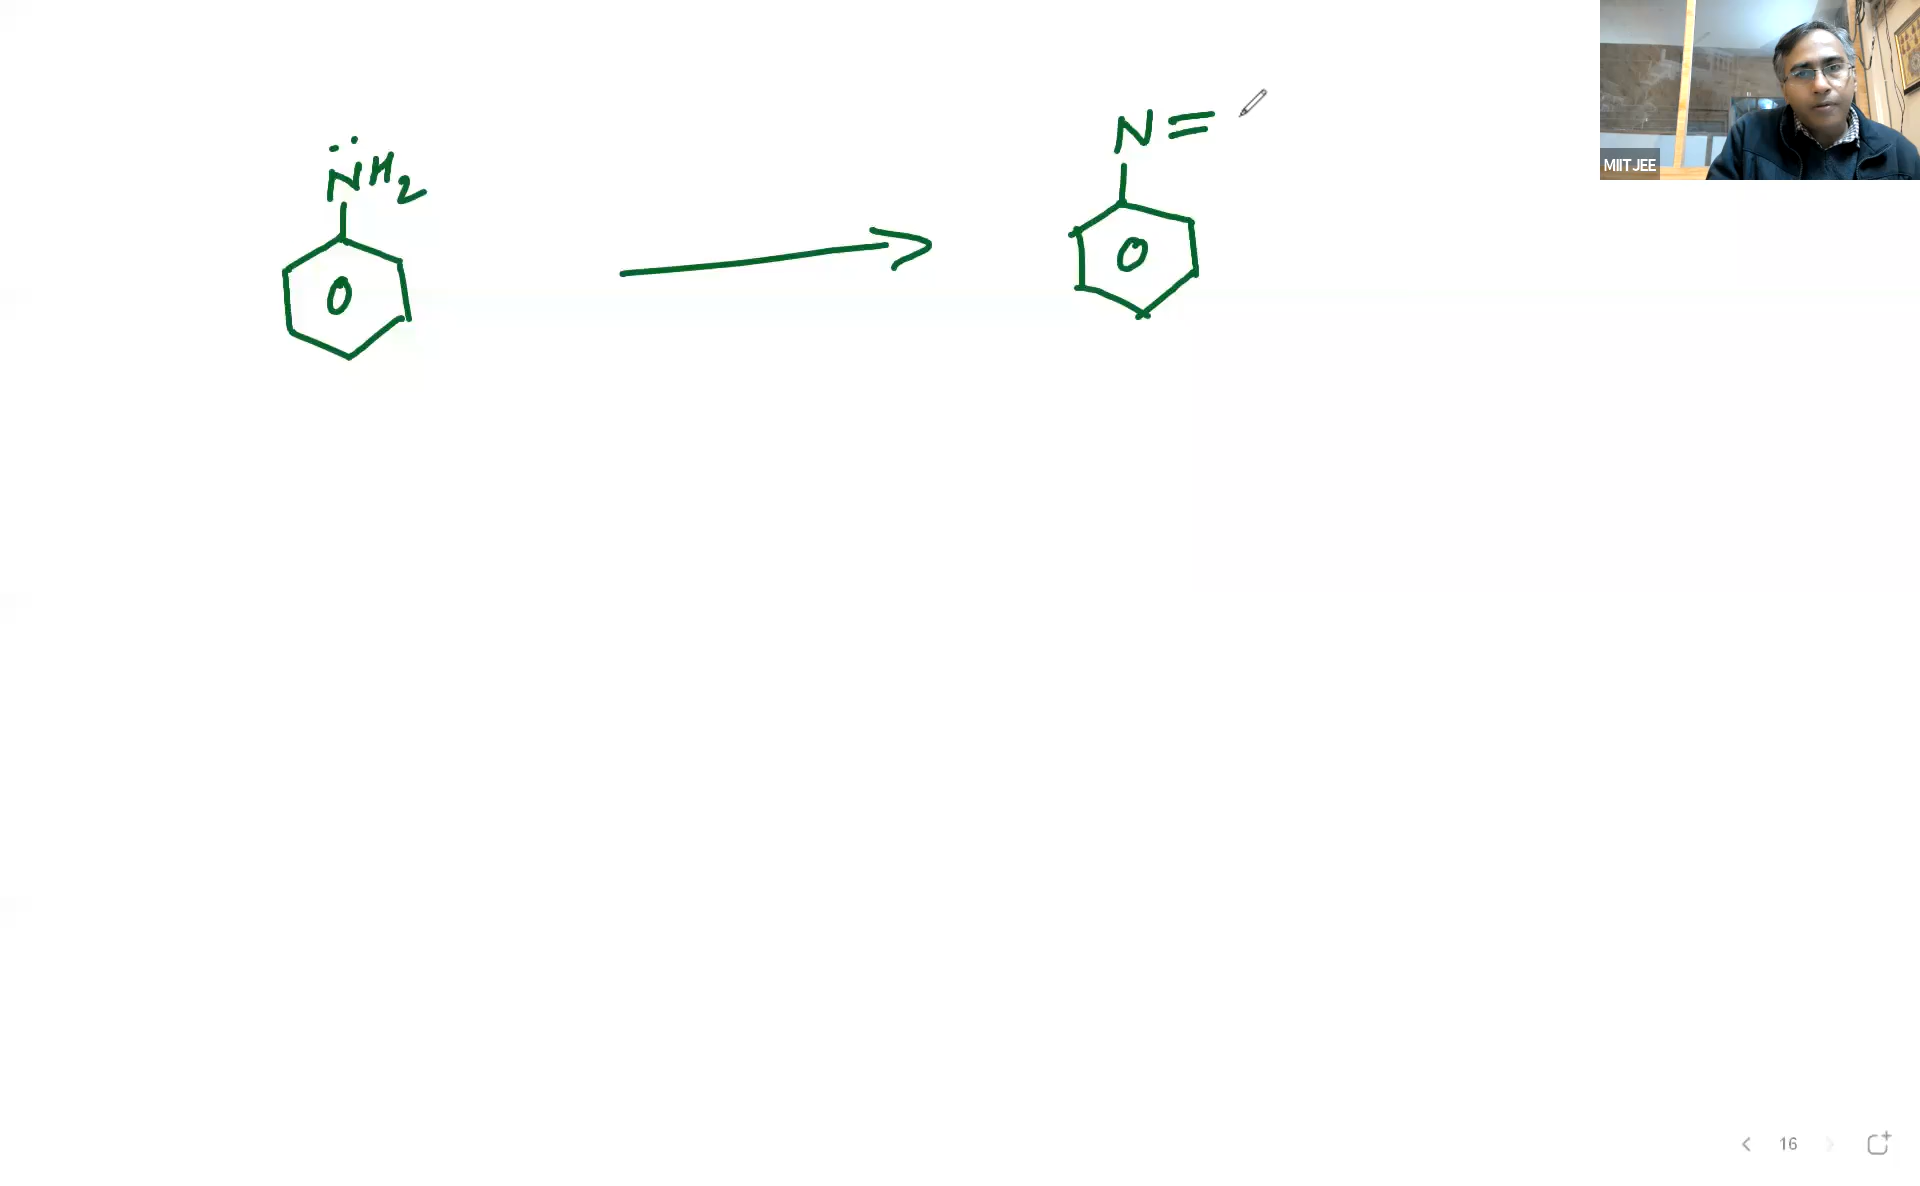 N̈H₂
N=
O
O
MIIT JEE
16